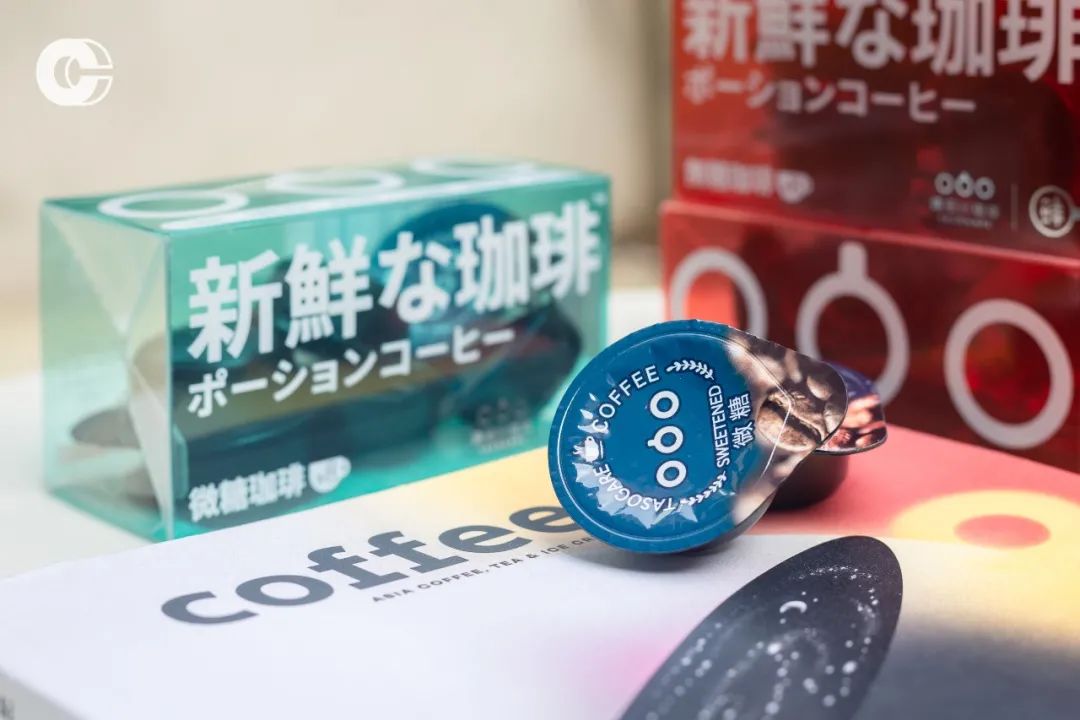 新鮮な珈琲
ポーションコーヒー
微糖珈琲
新鮮な珈琲
ポーションコーヒー
微糖珈琲
TASOGARE COFFEE
SWEETENED
微糖
coffee
ASIA COFFEE, TEA & ICE